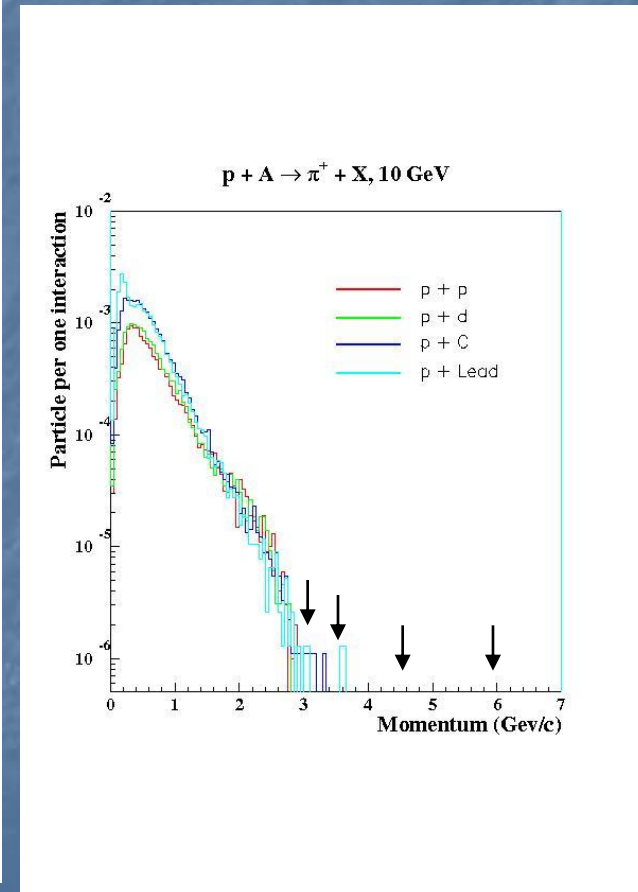 p + A → π⁺ + X, 10 GeV
Particle per one interaction
10⁻²
10⁻³
10⁻⁴
10⁻⁵
10⁻⁶
p + p
p + d
p + C
p + Lead
0 1 2 3 4 5 6 7
Momentum (Gev/c)